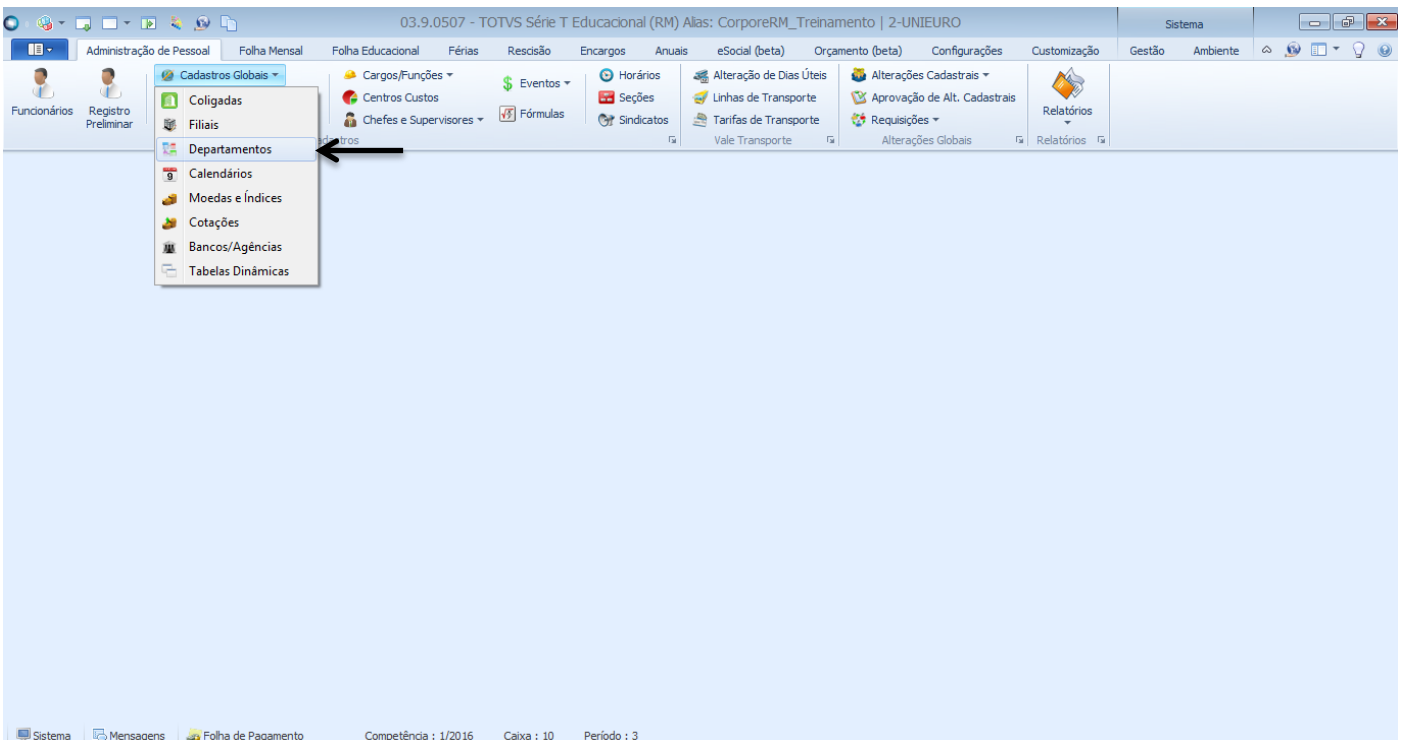 03.9.0507 - TOTVS Série T Educacional (RM) Alias: CorporeRM_Treinamento | 2-UNIEURO
Sistema
Administração de Pessoal Folha Mensal Folha Educacional Férias Rescisão Encargos Anuais eSocial (beta) Orçamento (beta) Configurações Customização Gestão Ambiente
Funcionários
Registro
Preliminar
Cadastros Globais
Coligadas
Filiais
Departamentos
Calendários
Moedas e Índices
Cotações
Bancos/Agências
Tabelas Dinâmicas
Cargos/Funções
Centros Custos
Chefes e Supervisores
Eventos
Fórmulas
Horários
Seções
Sindicatos
adastros
Alteração de Dias Úteis
Linhas de Transporte
Tarifas de Transporte
Vale Transporte
Alterações Cadastrais
Aprovação de Alt. Cadastrais
Requisições
Alterações Globais
Relatórios
Relatórios
Sistema Mensagens Folha de Pagamento Competência : 1/2016 Caixa : 10 Período : 3